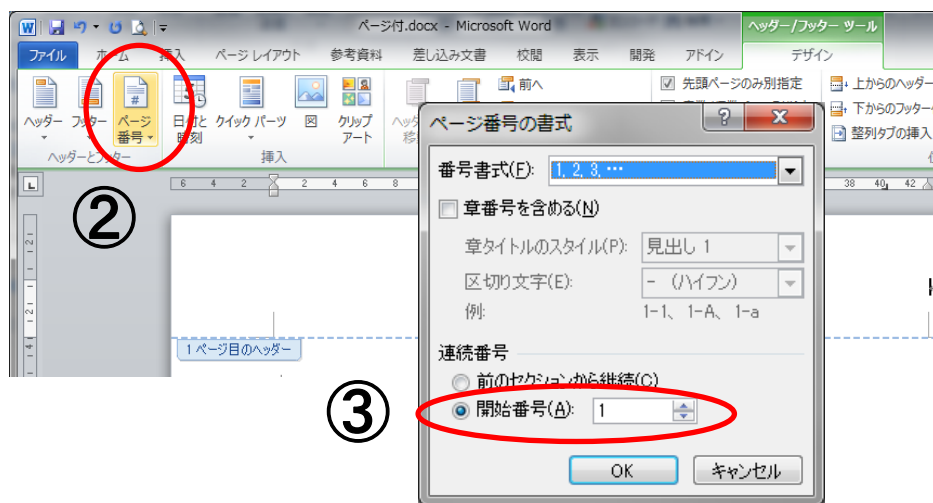 ページ付.docx - Microsoft Word
ヘッダー/フッター ツール
ファイル ホーム 挿入 ページ レイアウト 参考資料 差し込み文書 校閲 表示 開発 アドイン デザイン
ヘッダー フッター ページ番号 日付と時刻 クイック パーツ 図 クリップアート
前へ
先頭ページのみ別指定
上からのヘッダー
下からのフッター
整列タブの挿入
ヘッダーとフッター
挿入
②
6 4 2 2 4 6 8 38 40 42
1 ページ目のヘッダー
ページ番号の書式
番号書式(F): 1, 2, 3, …
章番号を含める(N)
章タイトルのスタイル(P): 見出し 1
区切り文字(E): - (ハイフン)
例: 1-1、1-A、1-a
連続番号
前のセクションから継続(C)
③
開始番号(A): 1
OK キャンセル